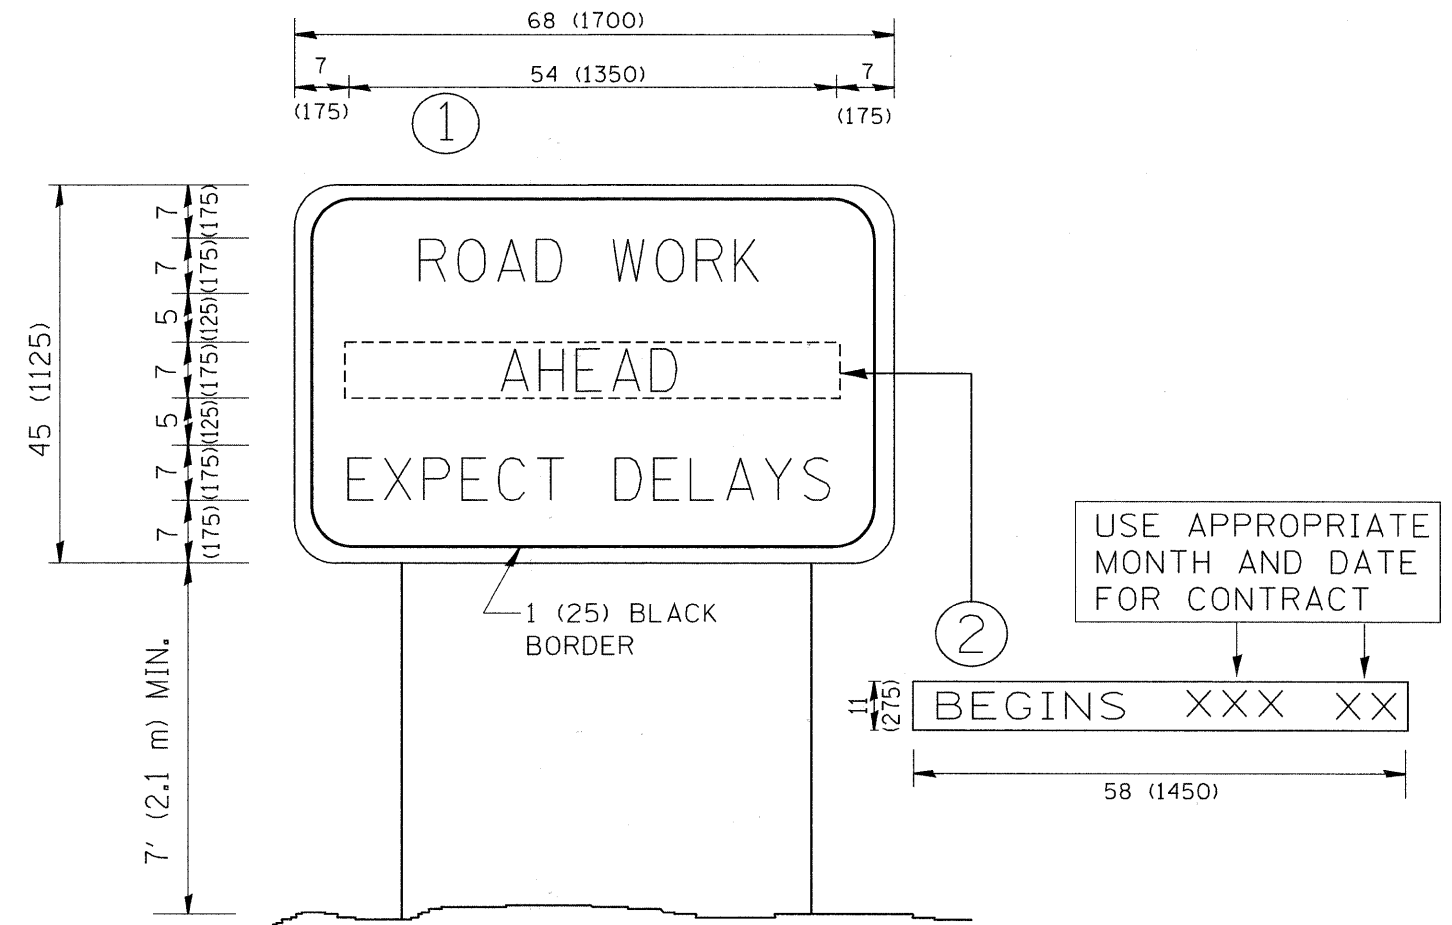 68 (1700)
7
54 (1350)
7
(175)
(175)
1
45 (1125)
7
(175)
7
(175)
5
(125)
7
(175)
5
(125)
7
(175)
7
(175)
ROAD WORK
AHEAD
EXPECT DELAYS
1 (25) BLACK
BORDER
7' (2.1 m) MIN.
USE APPROPRIATE
MONTH AND DATE
FOR CONTRACT
2
11
(275)
BEGINS XXX XX
58 (1450)